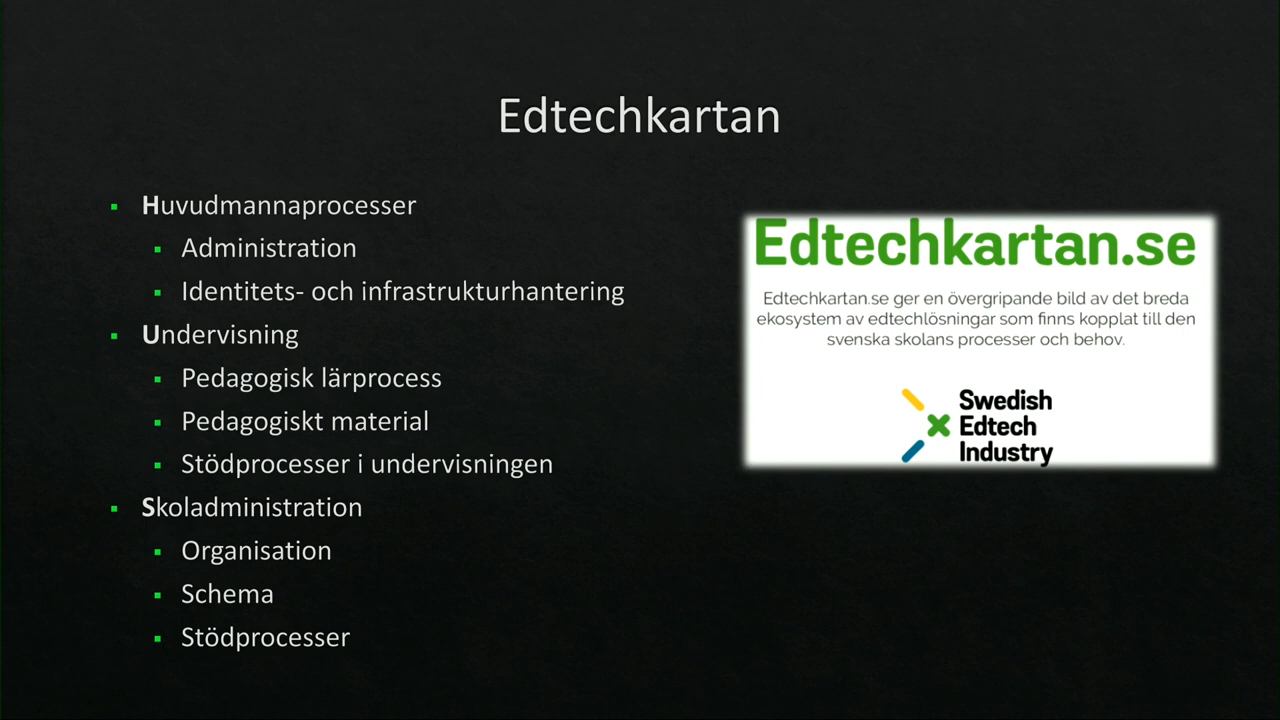 Edtechkartan
Huvudmannaprocesser
Administration
Identitets- och infrastrukturhantering
Undervisning
Pedagogisk lärprocess
Pedagogiskt material
Stödprocesser i undervisningen
Skoladministration
Organisation
Schema
Stödprocesser
Edtechkartan.se
Edtechkartan.se ger en övergripande bild av det breda
ekosystem av edtechlösningar som finns kopplat till den
svenska skolans processer och behov.
Swedish
Edtech
Industry